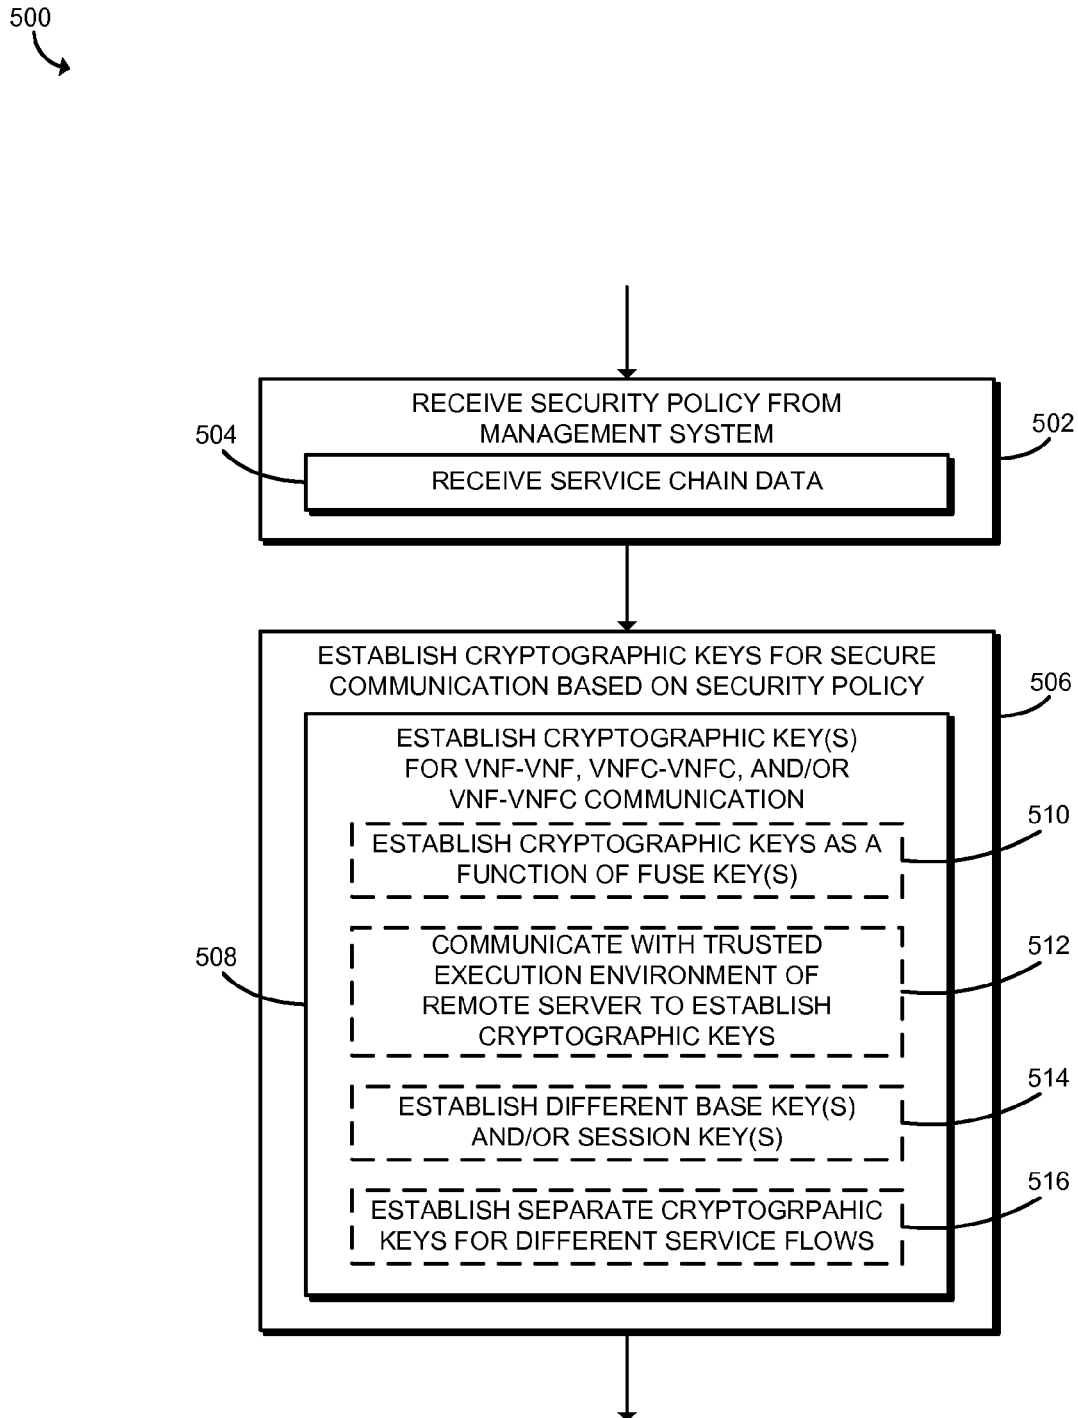 500
RECEIVE SECURITY POLICY FROM
MANAGEMENT SYSTEM
504
502
RECEIVE SERVICE CHAIN DATA
ESTABLISH CRYPTOGRAPHIC KEYS FOR SECURE
COMMUNICATION BASED ON SECURITY POLICY
506
ESTABLISH CRYPTOGRAPHIC KEY(S)
FOR VNF-VNF, VNFC-VNFC, AND/OR
VNF-VNFC COMMUNICATION
510
ESTABLISH CRYPTOGRAPHIC KEYS AS A
FUNCTION OF FUSE KEY(S)
508
512
COMMUNICATE WITH TRUSTED
EXECUTION ENVIRONMENT OF
REMOTE SERVER TO ESTABLISH
CRYPTOGRAPHIC KEYS
514
ESTABLISH DIFFERENT BASE KEY(S)
AND/OR SESSION KEY(S)
516
ESTABLISH SEPARATE CRYPTOGRPAHIC
KEYS FOR DIFFERENT SERVICE FLOWS